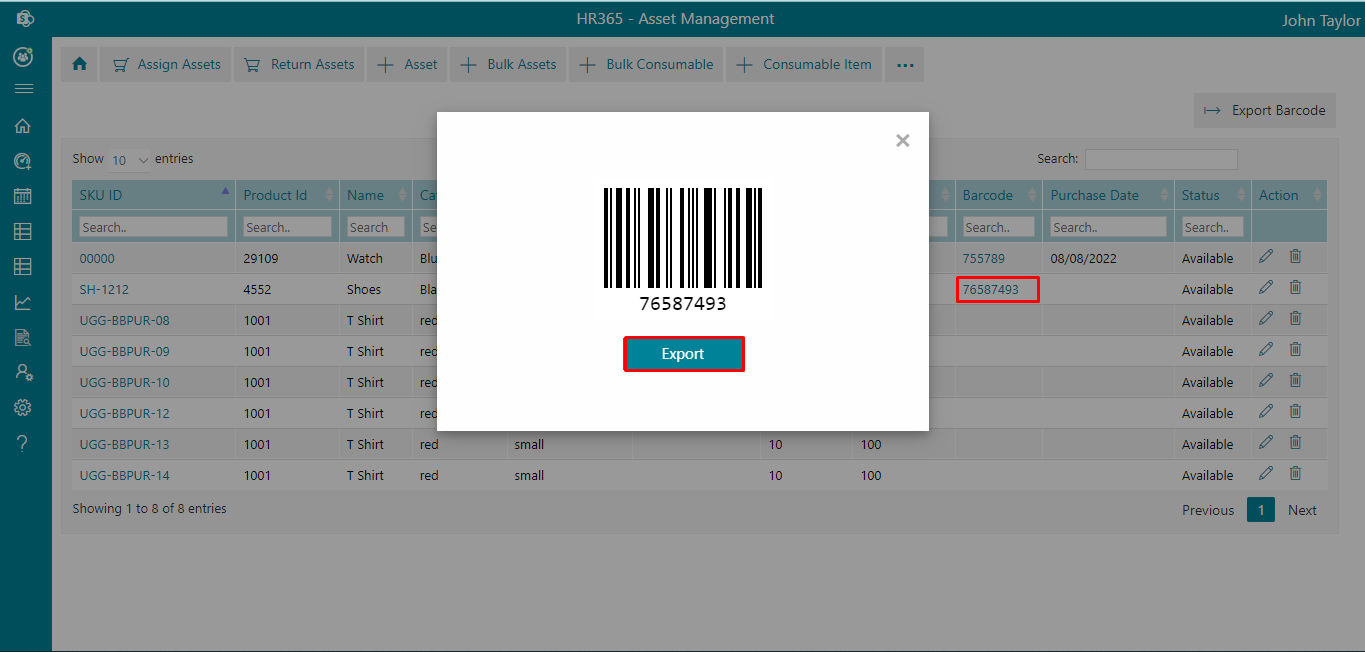 HR365 - Asset Management
John Taylor
Assign Assets Return Assets Asset Bulk Assets Bulk Consumable Consumable Item ...
Export Barcode
Show 10 entries Search:
SKU ID Product Id Name Barcode Purchase Date Status Action
Search.. Search.. Search Search.. Search.. Search..
00000 29109 Watch 755789 08/08/2022 Available
SH-1212 4552 Shoes 76587493 Available
UGG-BBPUR-08 1001 T Shirt red Available
UGG-BBPUR-09 1001 T Shirt red Available
UGG-BBPUR-10 1001 T Shirt red Available
UGG-BBPUR-12 1001 T Shirt red Available
UGG-BBPUR-13 1001 T Shirt red small 10 100 Available
UGG-BBPUR-14 1001 T Shirt red small 10 100 Available
Showing 1 to 8 of 8 entries
Previous 1 Next
76587493
Export